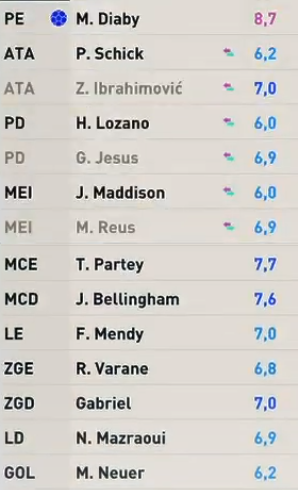 PE M. Diaby 8,7
ATA P. Schick 6,2
ATA Z. Ibrahimović 7,0
PD H. Lozano 6,0
PD G. Jesus 6,9
MEI J. Maddison 6,0
MEI M. Reus 6,9
MCE T. Partey 7,7
MCD J. Bellingham 7,6
LE F. Mendy 7,0
ZGE R. Varane 6,8
ZGD Gabriel 7,0
LD N. Mazraoui 6,9
GOL M. Neuer 6,2